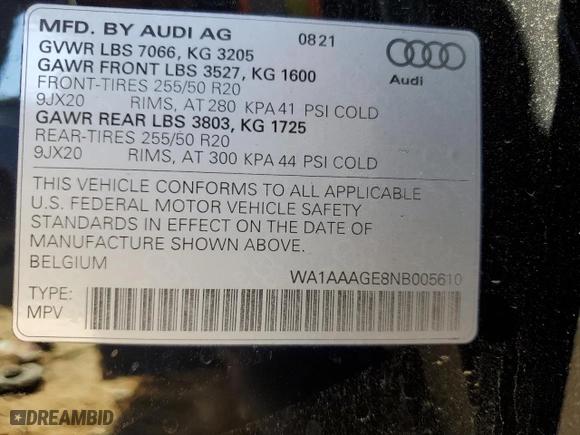 MFD. BY AUDI AG 0821
GVWR LBS 7066, KG 3205
GAWR FRONT LBS 3527, KG 1600
FRONT-TIRES 255/50 R20
9JX20 RIMS, AT 280 KPA 41 PSI COLD
GAWR REAR LBS 3803, KG 1725
REAR-TIRES 255/50 R20
9JX20 RIMS, AT 300 KPA 44 PSI COLD
Audi
THIS VEHICLE CONFORMS TO ALL APPLICABLE
U.S. FEDERAL MOTOR VEHICLE SAFETY
STANDARDS IN EFFECT ON THE DATE OF
MANUFACTURE SHOWN ABOVE.
BELGIUM
WA1AAAGE8NB005610
TYPE:
MPV
DREAMBID